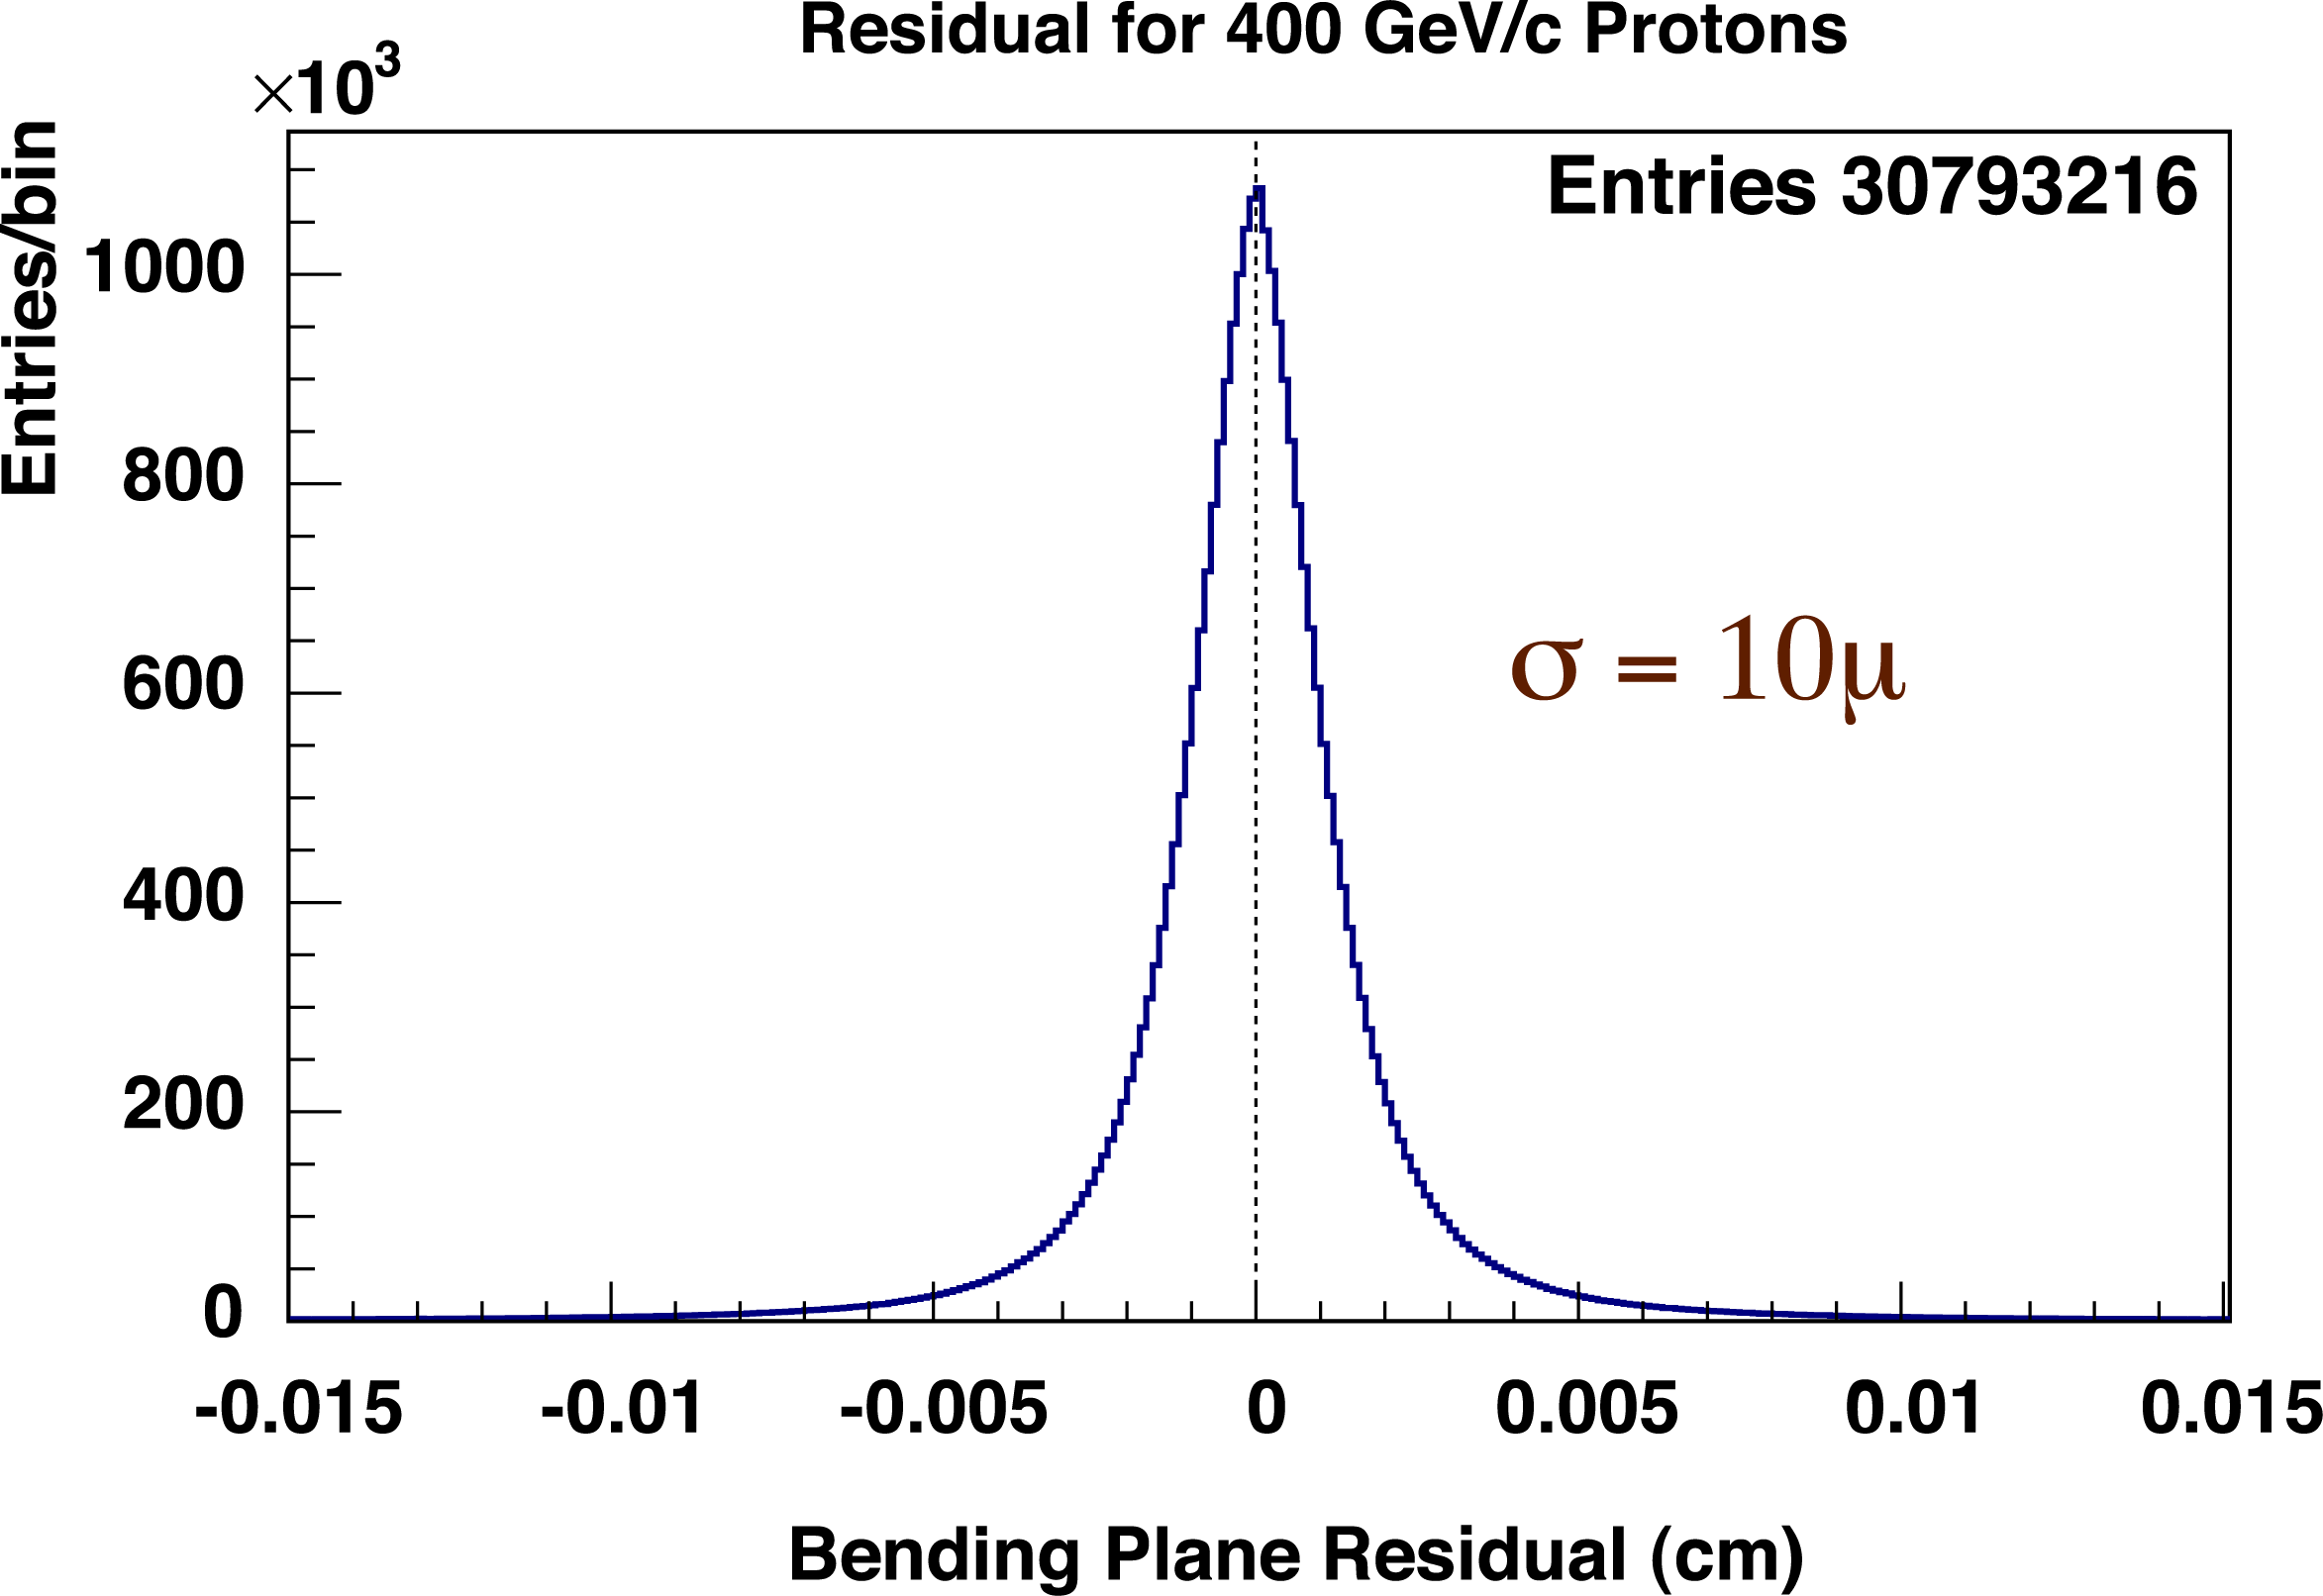 Residual for 400 GeV/c Protons
×10³
Entries/bin
Entries 30793216
1000
800
600
σ = 10μ
400
200
0
-0.015 -0.01 -0.005 0 0.005 0.01 0.015
Bending Plane Residual (cm)